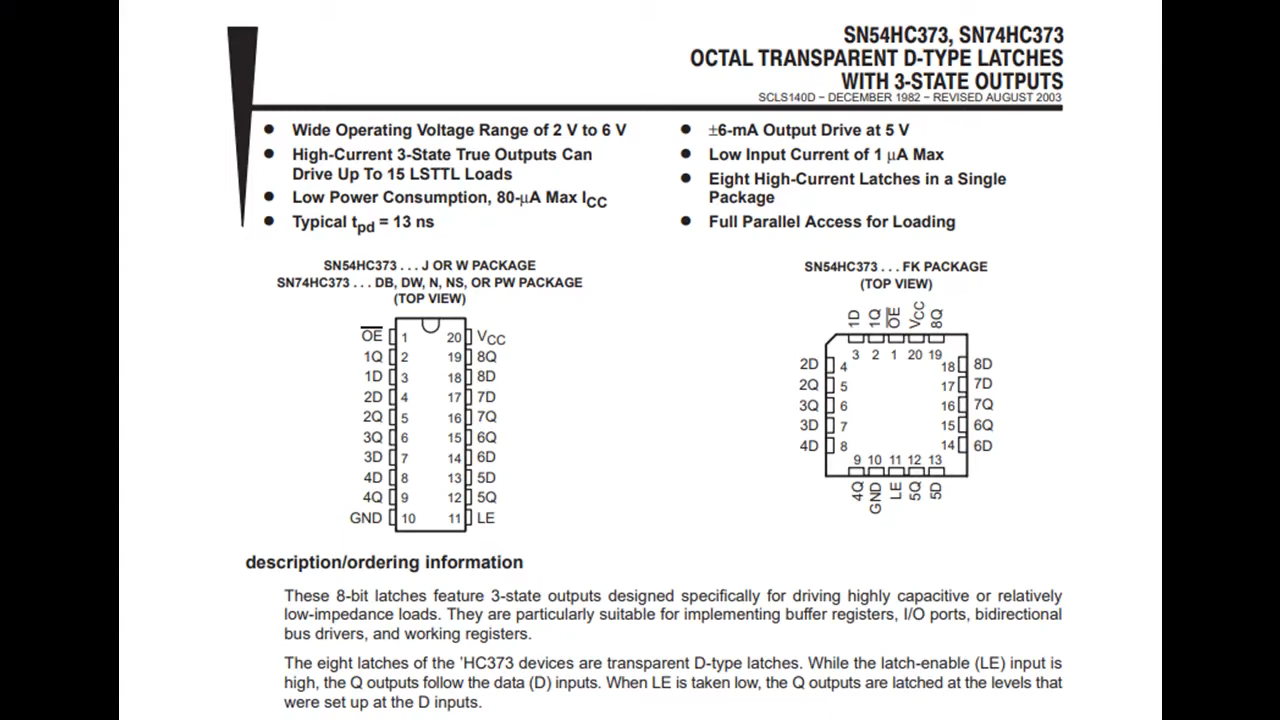 SN54HC373, SN74HC373
OCTAL TRANSPARENT D-TYPE LATCHES
WITH 3-STATE OUTPUTS
SCLS140D − DECEMBER 1982 − REVISED AUGUST 2003
● Wide Operating Voltage Range of 2 V to 6 V
● High-Current 3-State True Outputs Can
Drive Up To 15 LSTTL Loads
● Low Power Consumption, 80-μA Max ICC
● Typical tpd = 13 ns
● ±6-mA Output Drive at 5 V
● Low Input Current of 1 μA Max
● Eight High-Current Latches in a Single
Package
● Full Parallel Access for Loading
SN54HC373 . . . J OR W PACKAGE
SN74HC373 . . . DB, DW, N, NS, OR PW PACKAGE
(TOP VIEW)
OE 1 20 VCC
1Q 2 19 8Q
1D 3 18 8D
2D 4 17 7D
2Q 5 16 7Q
3Q 6 15 6Q
3D 7 14 6D
4D 8 13 5D
4Q 9 12 5Q
GND 10 11 LE
SN54HC373 . . . FK PACKAGE
(TOP VIEW)
1D 1Q OE VCC 8Q
3 2 1 20 19
2D 4 18 8D
2Q 5 17 7D
3Q 6 16 7Q
3D 7 15 6Q
4D 8 14 6D
9 10 11 12 13
4Q GND LE 5Q 5D
description/ordering information
These 8-bit latches feature 3-state outputs designed specifically for driving highly capacitive or relatively
low-impedance loads. They are particularly suitable for implementing buffer registers, I/O ports, bidirectional
bus drivers, and working registers.
The eight latches of the ’HC373 devices are transparent D-type latches. While the latch-enable (LE) input is
high, the Q outputs follow the data (D) inputs. When LE is taken low, the Q outputs are latched at the levels that
were set up at the D inputs.